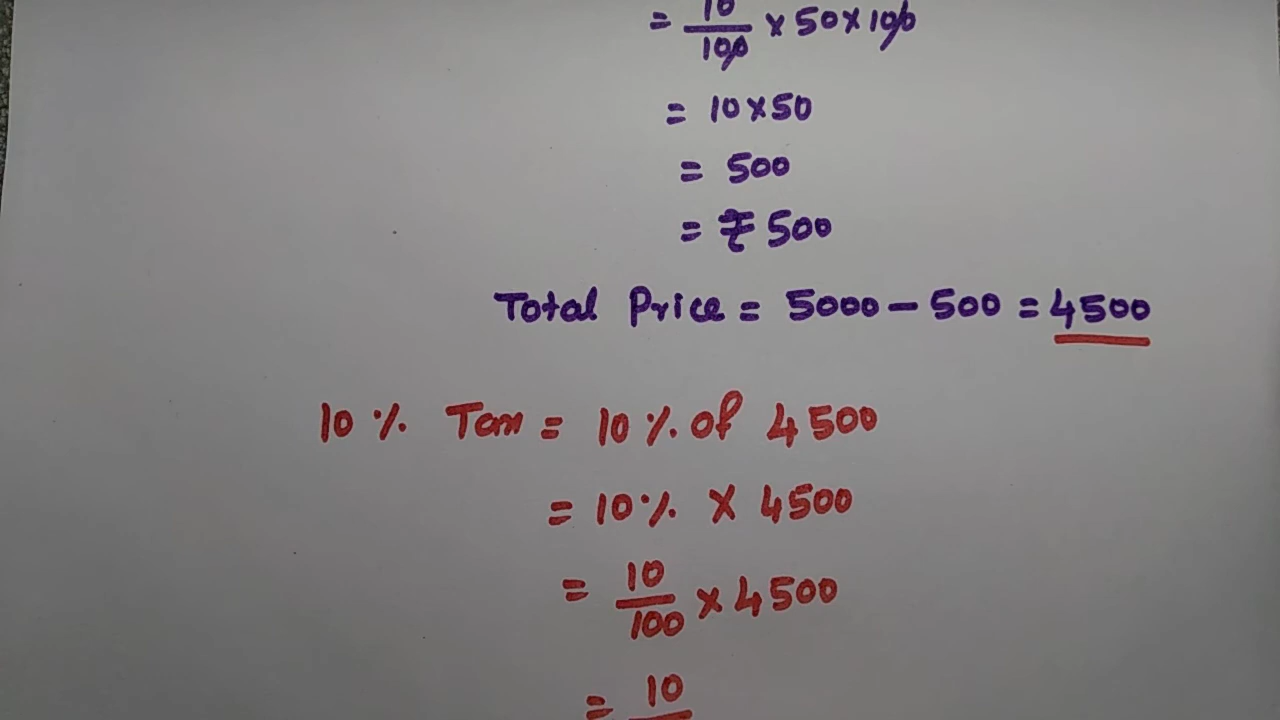 = 10/100 × 50 × 100
= 10 × 50
= 500
= ₹ 500
Total Price = 5000 - 500 = 4500
10 % Tax = 10 % of 4500
= 10 % × 4500
= 10/100 × 4500
= 10